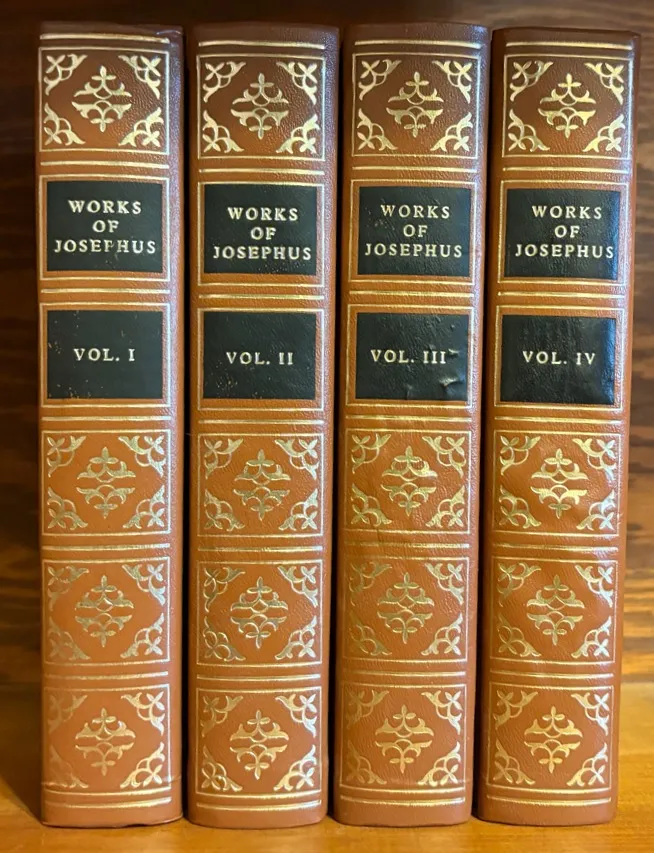 WORKS
OF
JOSEPHUS
VOL. I
WORKS
OF
JOSEPHUS
VOL. II
WORKS
OF
JOSEPHUS
VOL. III
WORKS
OF
JOSEPHUS
VOL. IV